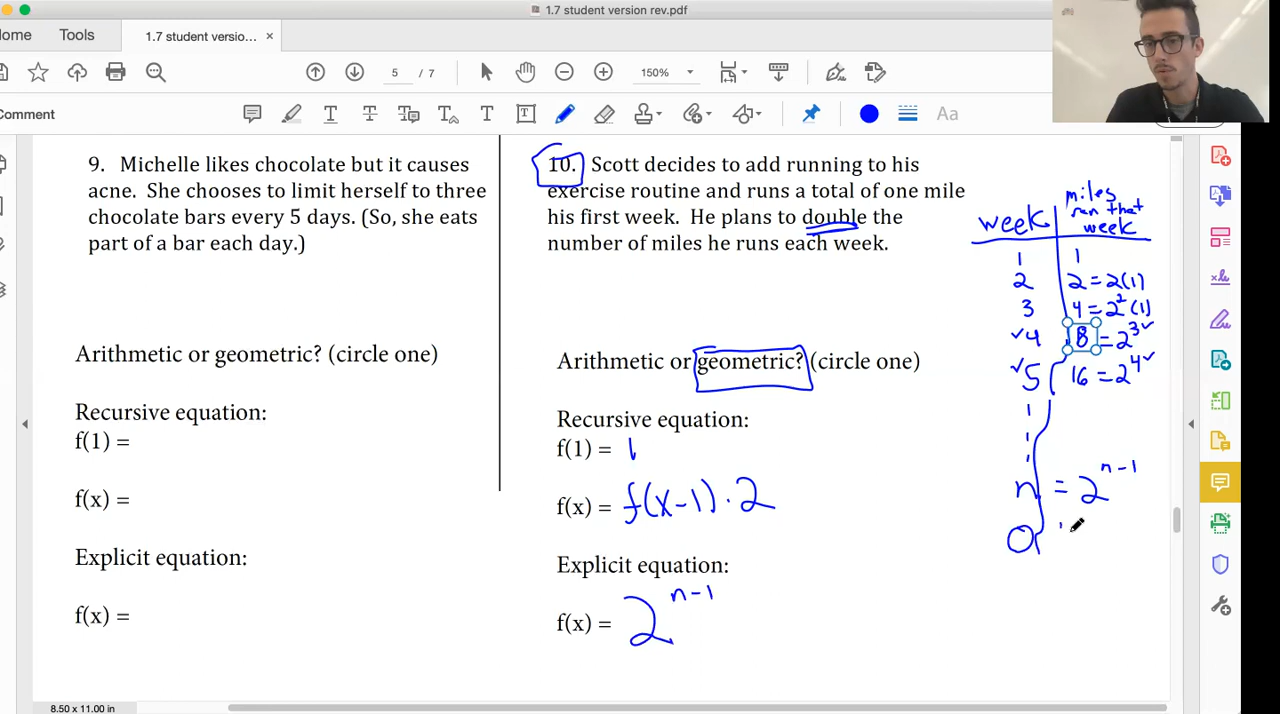 1.7 student version rev.pdf
ome Tools 1.7 student versio... ×
5 / 7 150%
Comment
T T T T T Aa
9. Michelle likes chocolate but it causes
acne. She chooses to limit herself to three
chocolate bars every 5 days. (So, she eats
part of a bar each day.)
Arithmetic or geometric? (circle one)
Recursive equation:
f(1) =
f(x) =
Explicit equation:
f(x) =
10. Scott decides to add running to his
exercise routine and runs a total of one mile
his first week. He plans to double the
number of miles he runs each week.
Arithmetic or geometric? (circle one)
Recursive equation:
f(1) = 1
f(x) = f(x-1) · 2
Explicit equation:
f(x) = 2^{n-1}
week miles ran that week
1 1
2 2 = 2(1)
3 4 = 2²(1)
✓4 8 = 2³✓
✓5 16 = 2⁴✓
n = 2^{n-1}
8.50 x 11.00 in